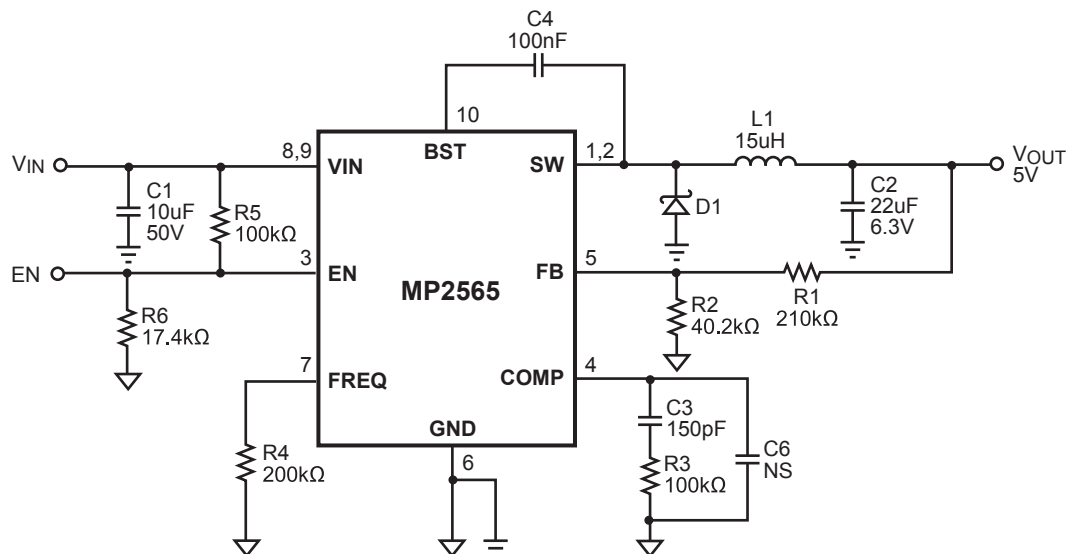 C4
100nF
10
L1
15uH
VIN
8,9
VIN
BST
SW
1,2
VOUT
5V
C1
10uF
50V
R5
100kΩ
D1
C2
22uF
6.3V
EN
3
EN
MP2565
FB
5
R1
210kΩ
R6
17.4kΩ
R2
40.2kΩ
7
FREQ
COMP
4
GND
6
R4
200kΩ
C3
150pF
R3
100kΩ
C6
NS